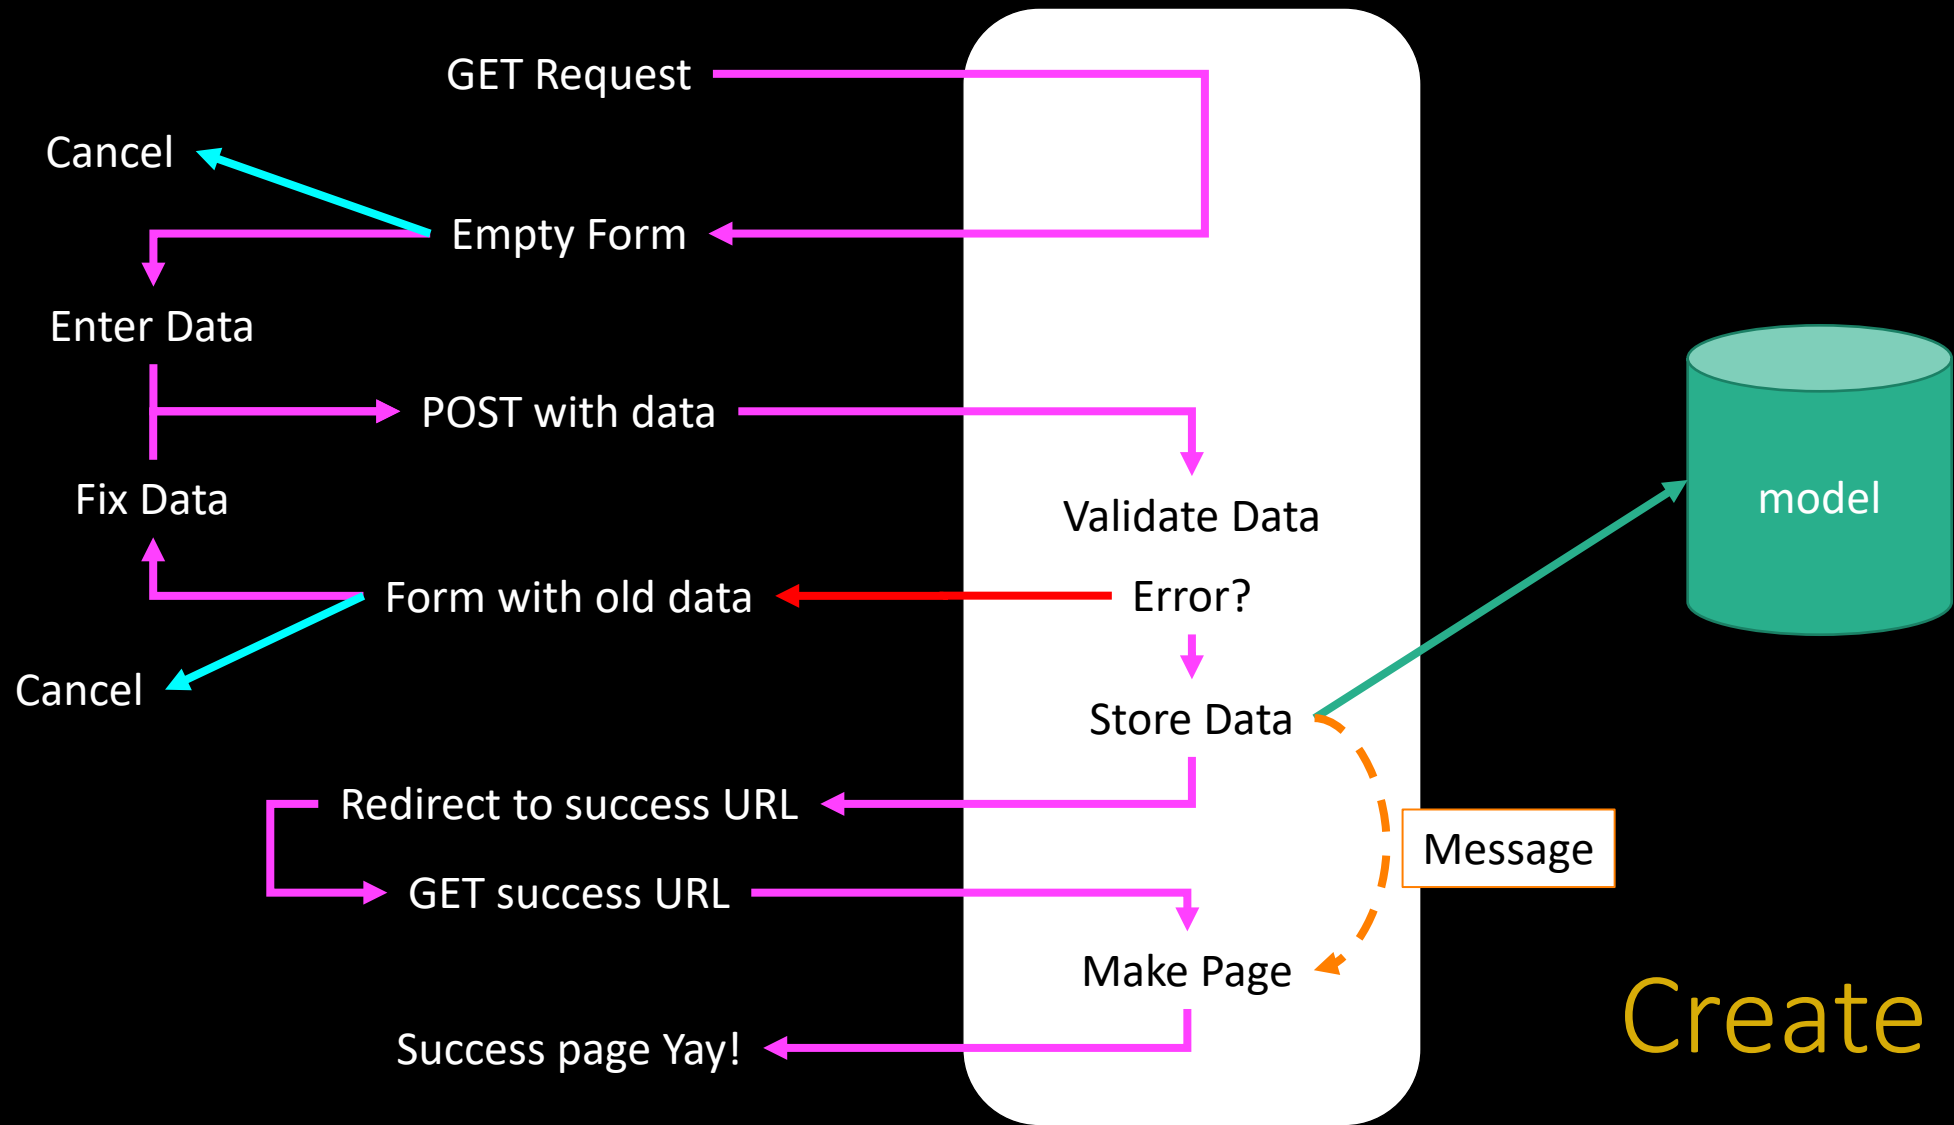 GET Request
Cancel
Empty Form
Enter Data
POST with data
Fix Data
Validate Data
model
Form with old data
Error?
Cancel
Store Data
Redirect to success URL
Message
GET success URL
Make Page
Create
Success page Yay!